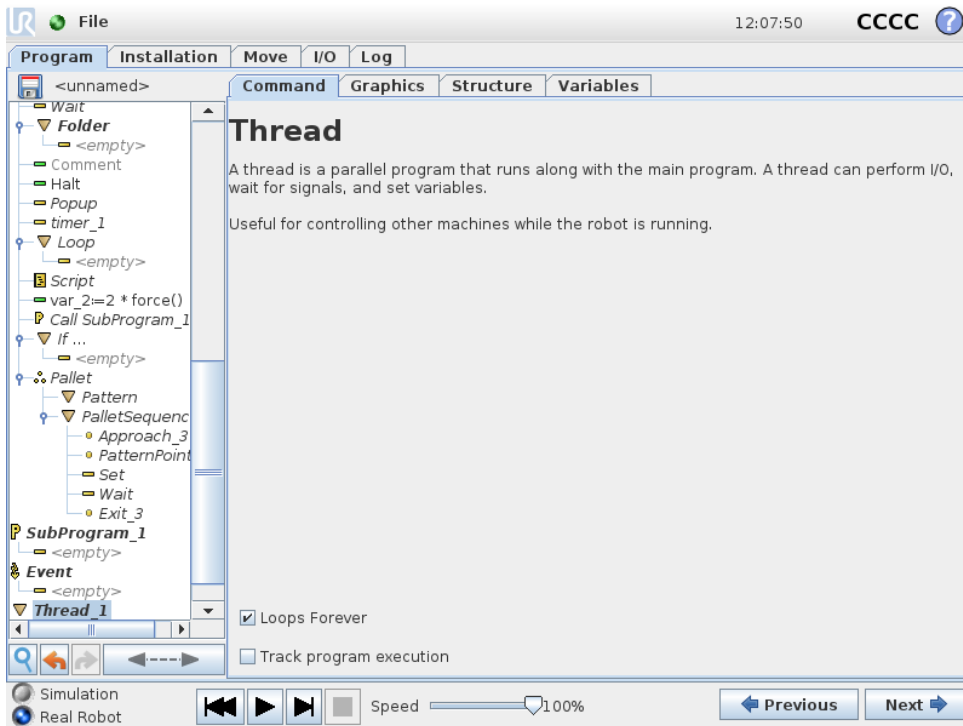 UR File 12:07:50 CCCC ?
Program Installation Move I/O Log
<unnamed>
Command Graphics Structure Variables
Wait
Folder
<empty>
Comment
Halt
Popup
timer_1
Loop
<empty>
Script
var_2:=2 * force()
Call SubProgram_1
If ...
<empty>
Pallet
Pattern
PalletSequenc
Approach_3
PatternPoint
Set
Wait
Exit_3
SubProgram_1
<empty>
Event
<empty>
Thread_1
Thread
A thread is a parallel program that runs along with the main program. A thread can perform I/O,
wait for signals, and set variables.
Useful for controlling other machines while the robot is running.
Loops Forever
Track program execution
Simulation
Real Robot
Speed 100%
Previous Next